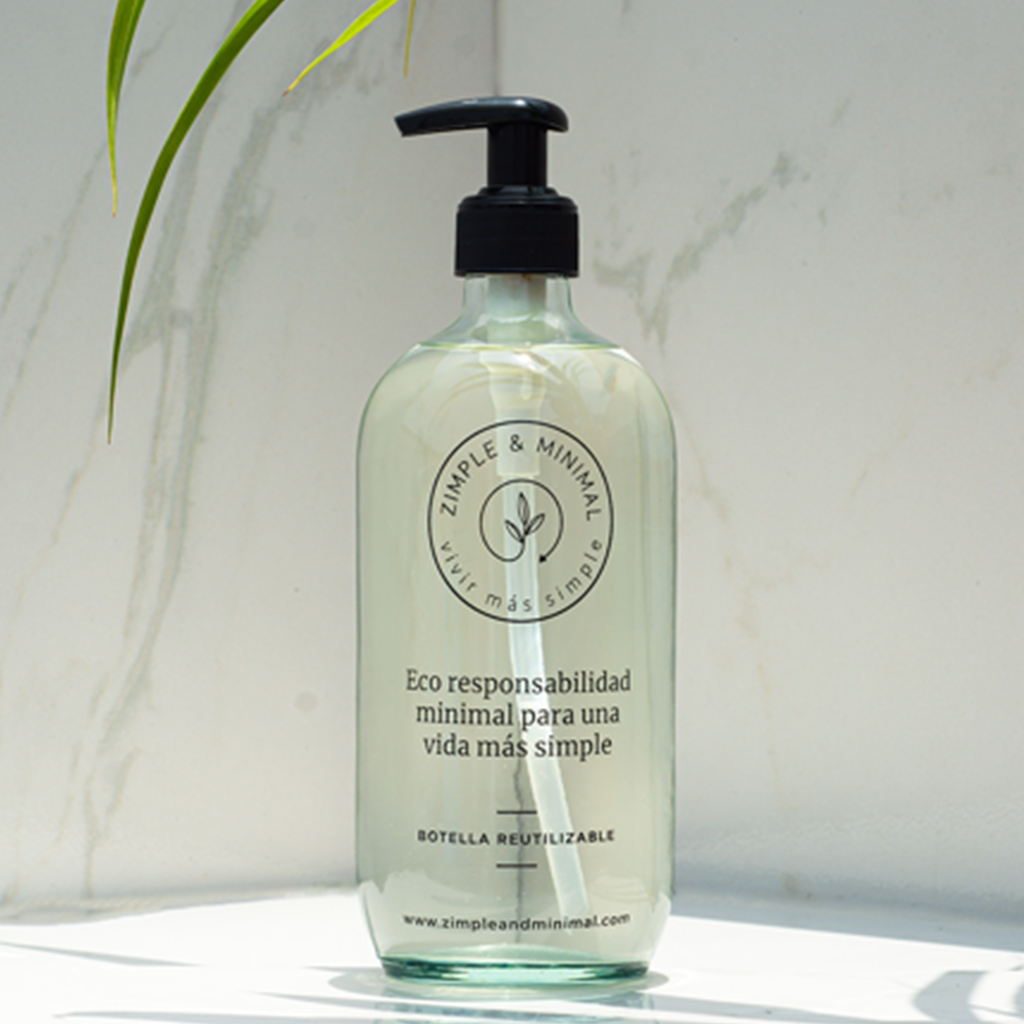 ZIMPLE & MINIMAL
vivir más simple
Eco responsabilidad
minimal para una
vida más simple
BOTELLA REUTILIZABLE
www.zimpleandminimal.com